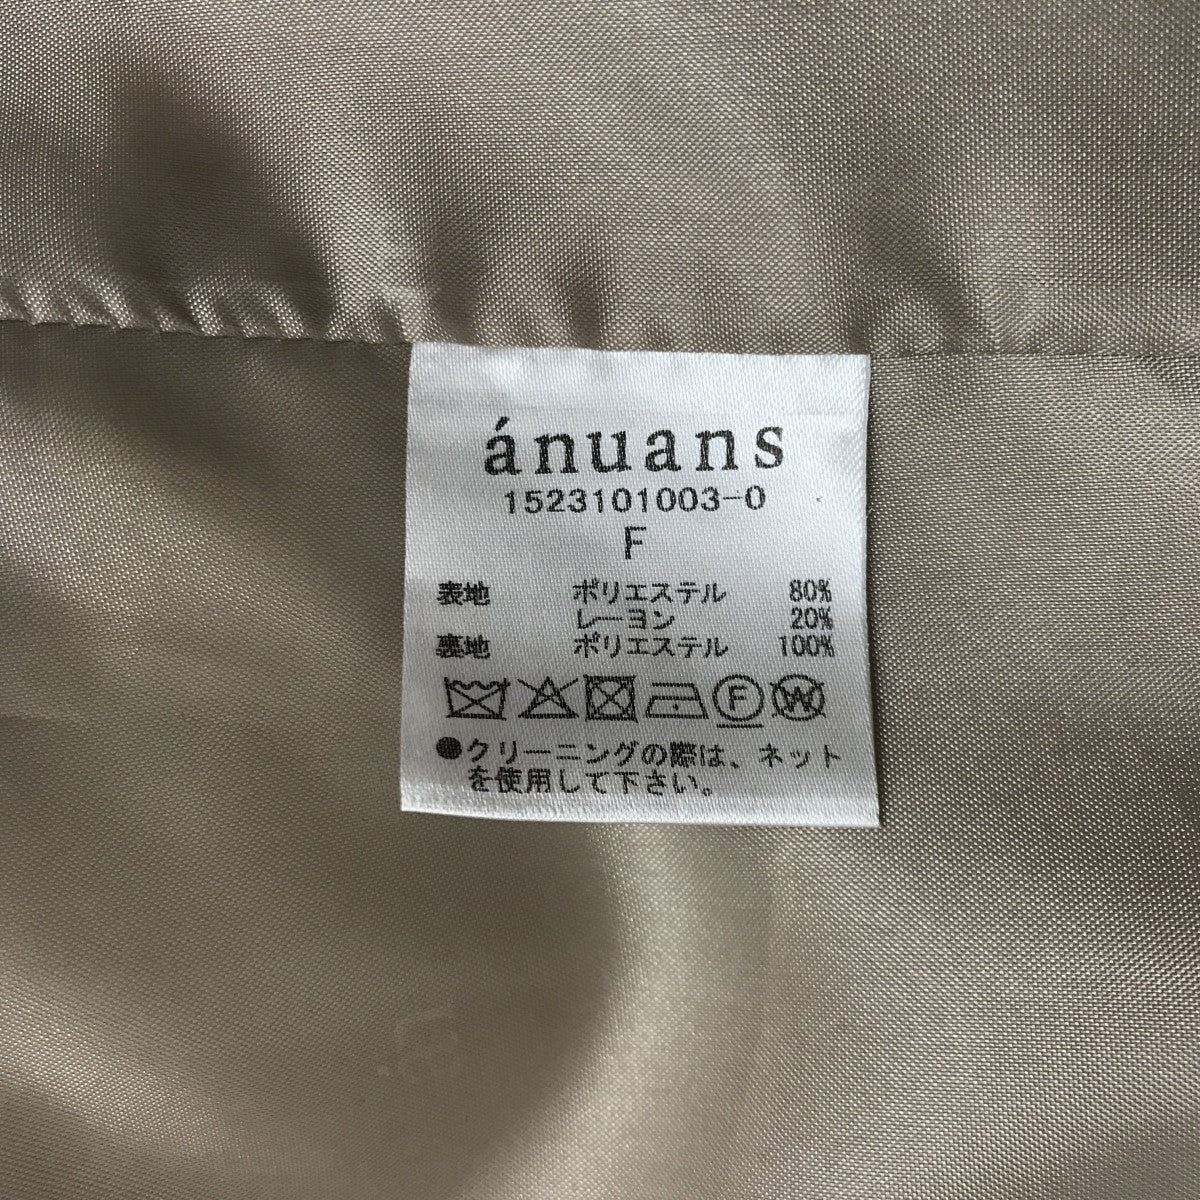 ánuans
1523101003-0
F
表地 ポリエステル 80%
レーヨン 20%
裏地 ポリエステル 100%
F W
●クリーニングの際は、ネット
を使用して下さい。